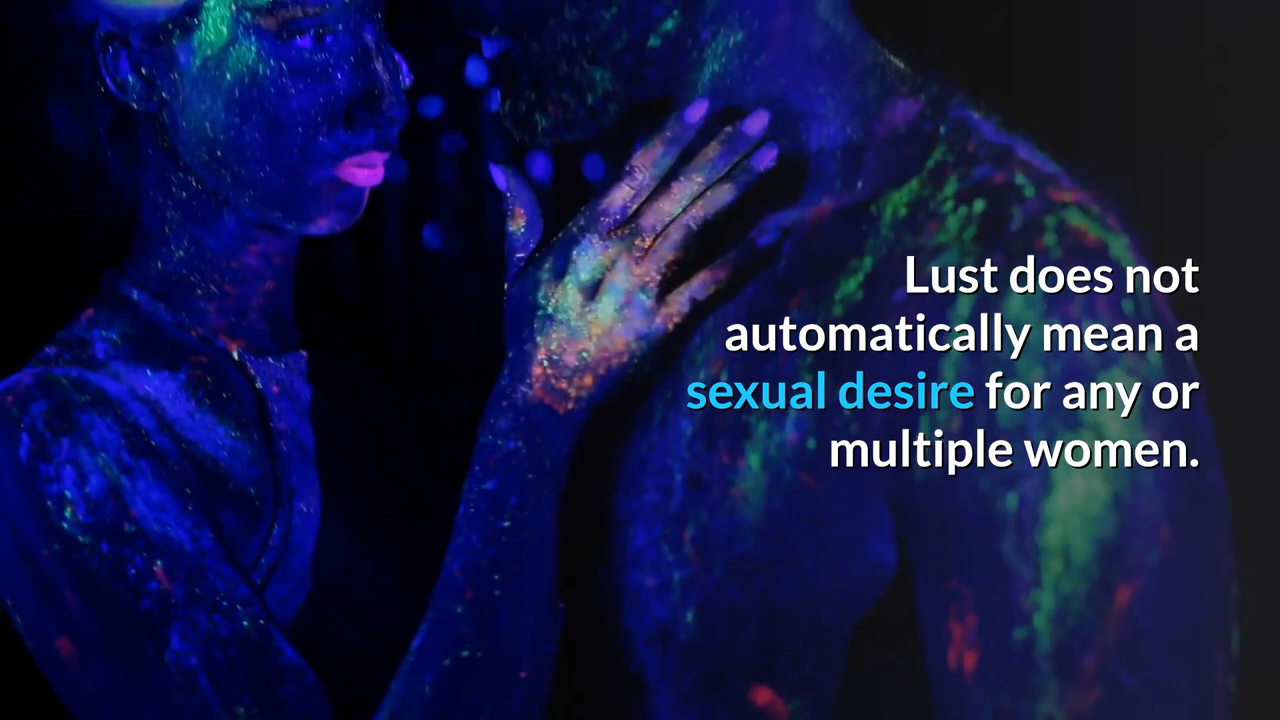 Lust does not
automatically mean a
sexual desire for any or
multiple women.